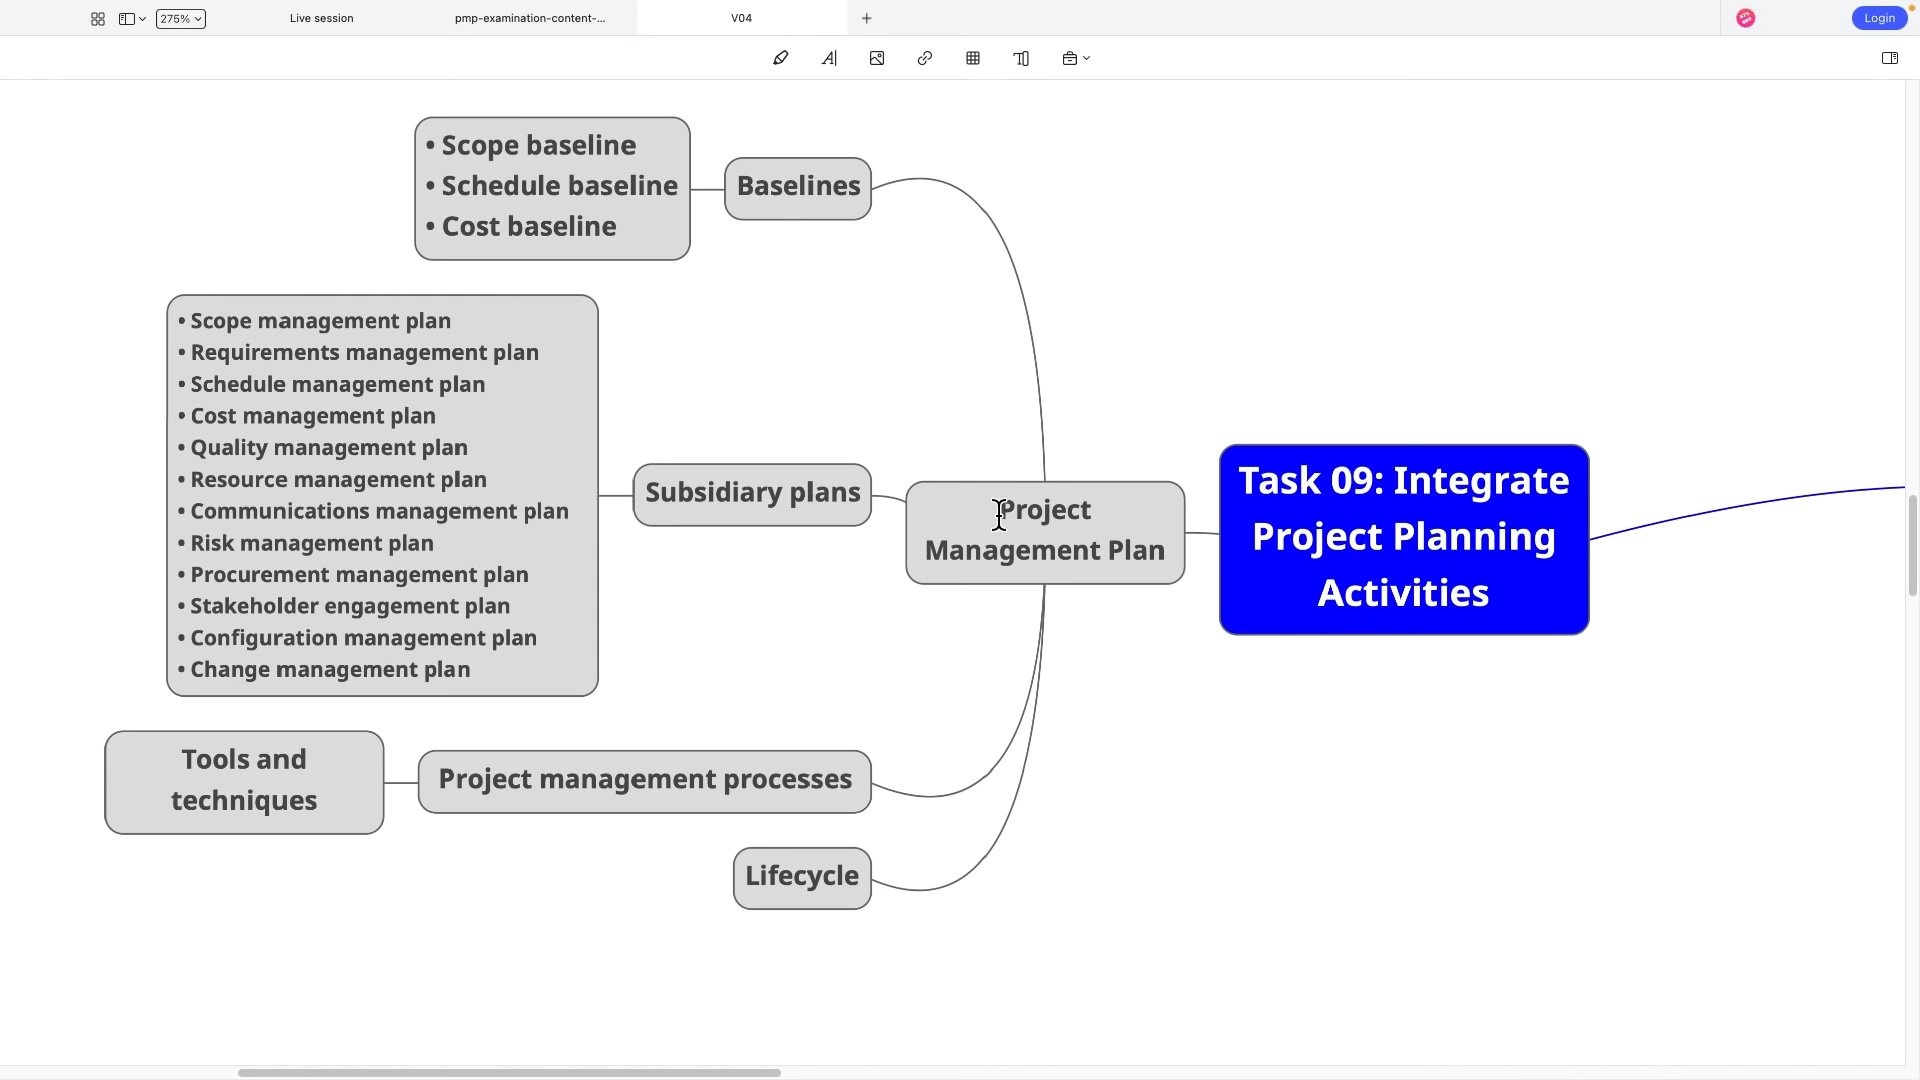 275%
Live session
pmp-examination-content-...
V04
Login
• Scope baseline
• Schedule baseline
• Cost baseline
Baselines
• Scope management plan
• Requirements management plan
• Schedule management plan
• Cost management plan
• Quality management plan
• Resource management plan
• Communications management plan
• Risk management plan
• Procurement management plan
• Stakeholder engagement plan
• Configuration management plan
• Change management plan
Subsidiary plans
Project
Management Plan
Task 09: Integrate
Project Planning
Activities
Tools and
techniques
Project management processes
Lifecycle